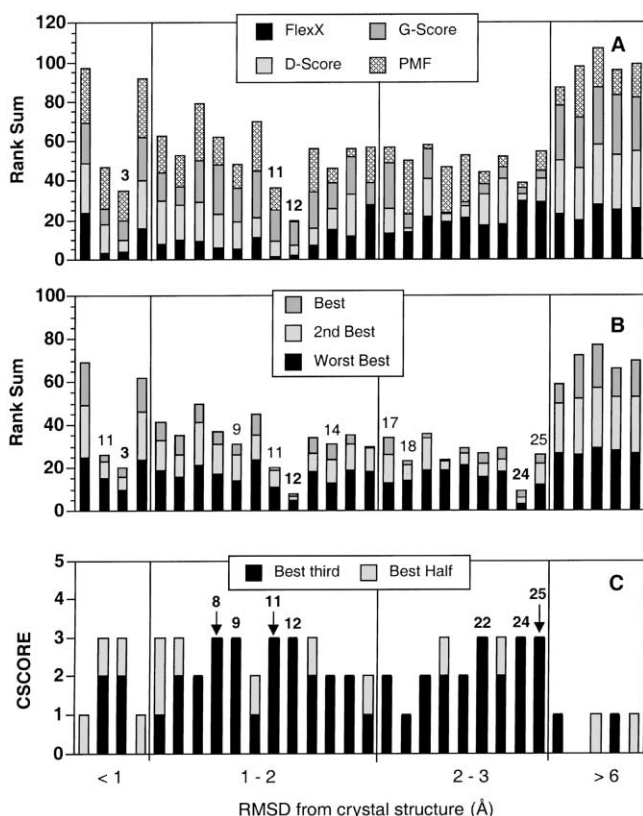 120
100
80
60
40
20
0
Rank Sum
FlexX G-Score
D-Score PMF
A
3
11
12
100
80
60
40
20
0
Rank Sum
Best
2nd Best
Worst Best
B
11
3
9
11
12
14
17
18
24
25
5
4
3
2
1
0
CSCORE
Best third Best Half
C
8
9
11
12
22
24
25
< 1 1 - 2 2 - 3 > 6
RMSD from crystal structure (Å)